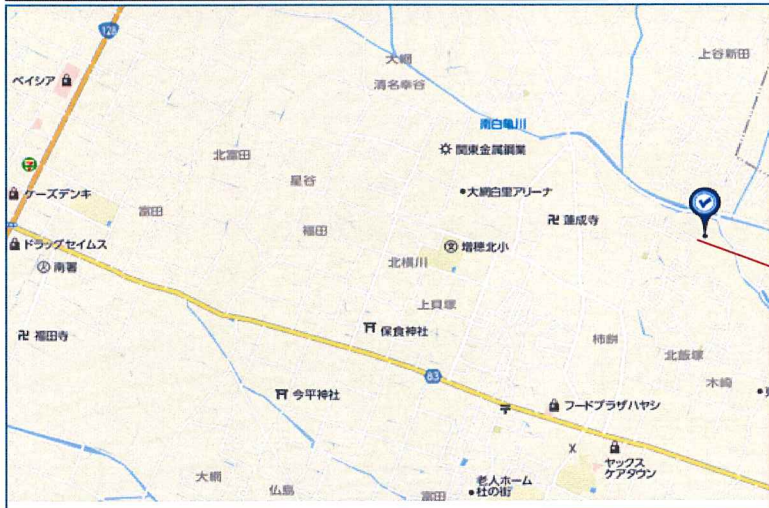 128
ベイシア
大網
清名幸谷
上谷新田
南白亀川
関東金属鋼業
北富田
星谷
大網白里アリーナ
ケーズデンキ
富田
福田
蓮成寺
ドラッグセイムス
増穂北小
南署
北横川
上貝塚
福田寺
保食神社
柿餅
北飯塚
83
木崎
今平神社
フードプラザハヤシ
ヤックス
ケアタウン
大網
仏島
富田
老人ホーム
杜の街